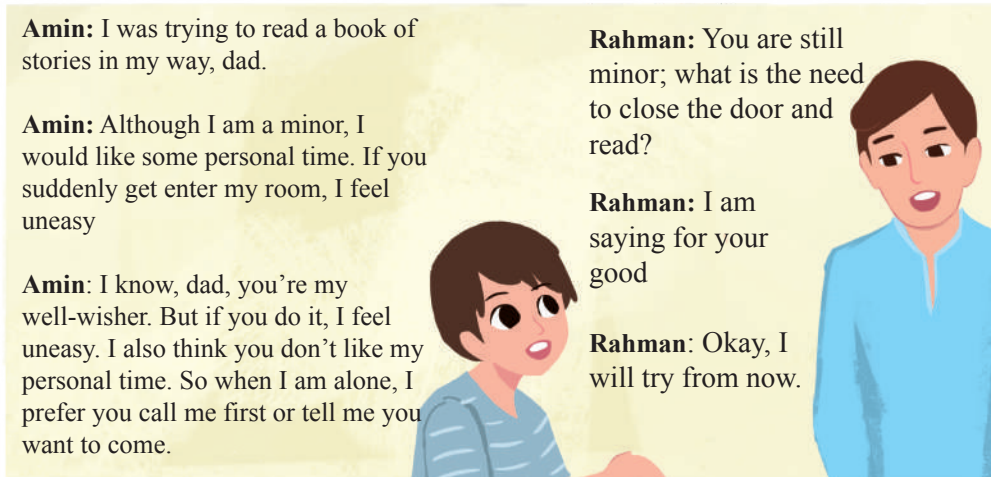 Amin: I was trying to read a book of
stories in my way, dad.
Rahman: You are still
minor; what is the need
to close the door and
read?
Amin: Although I am a minor, I
would like some personal time. If you
suddenly get enter my room, I feel
uneasy
Rahman: I am
saying for your
good
Amin: I know, dad, you’re my
well-wisher. But if you do it, I feel
uneasy. I also think you don’t like my
personal time. So when I am alone, I
prefer you call me first or tell me you
want to come.
Rahman: Okay, I
will try from now.